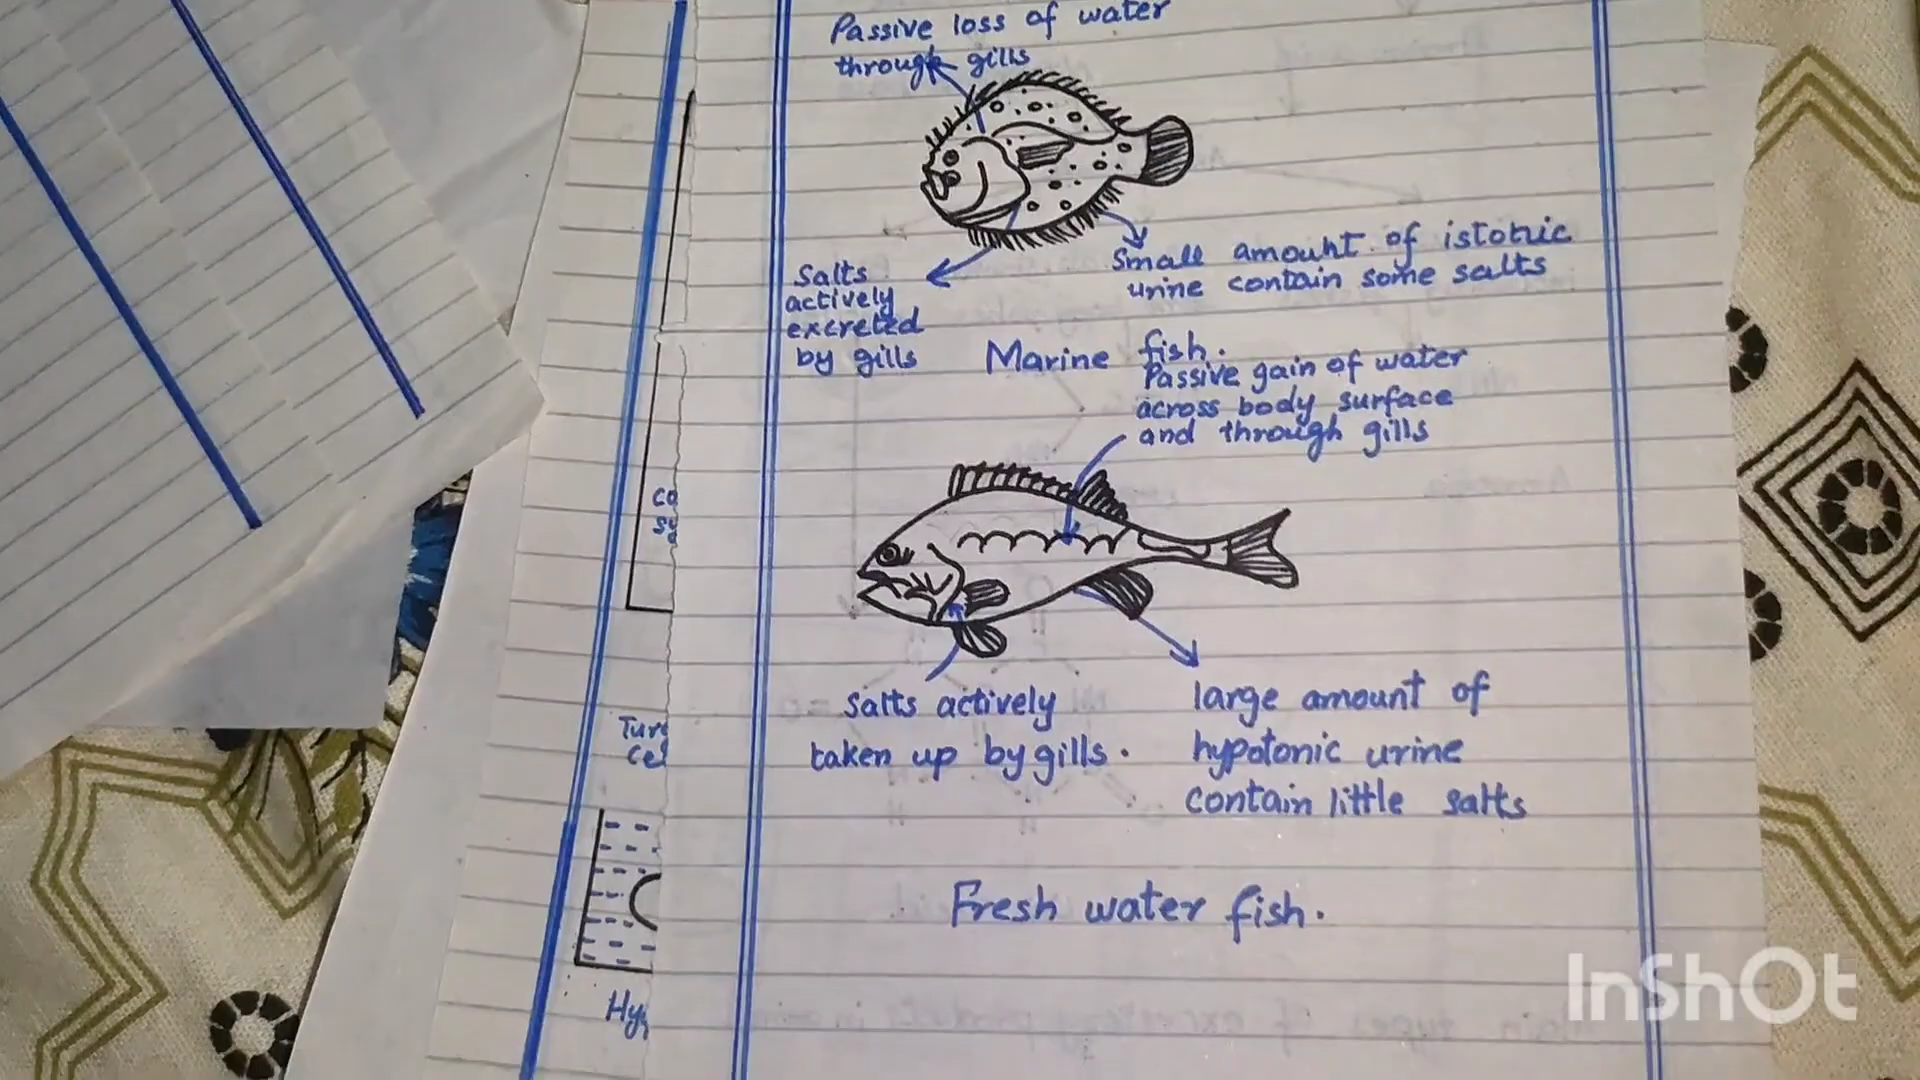 Passive loss of water
through gills
Small amount of istotnic
urine contain some salts
Salts
actively
excreted
by gills
Marine fish.
Passive gain of water
across body surface
and through gills
salts actively
taken up by gills.
large amount of
hypotonic urine
contain little salts
Fresh water fish.
InShOt